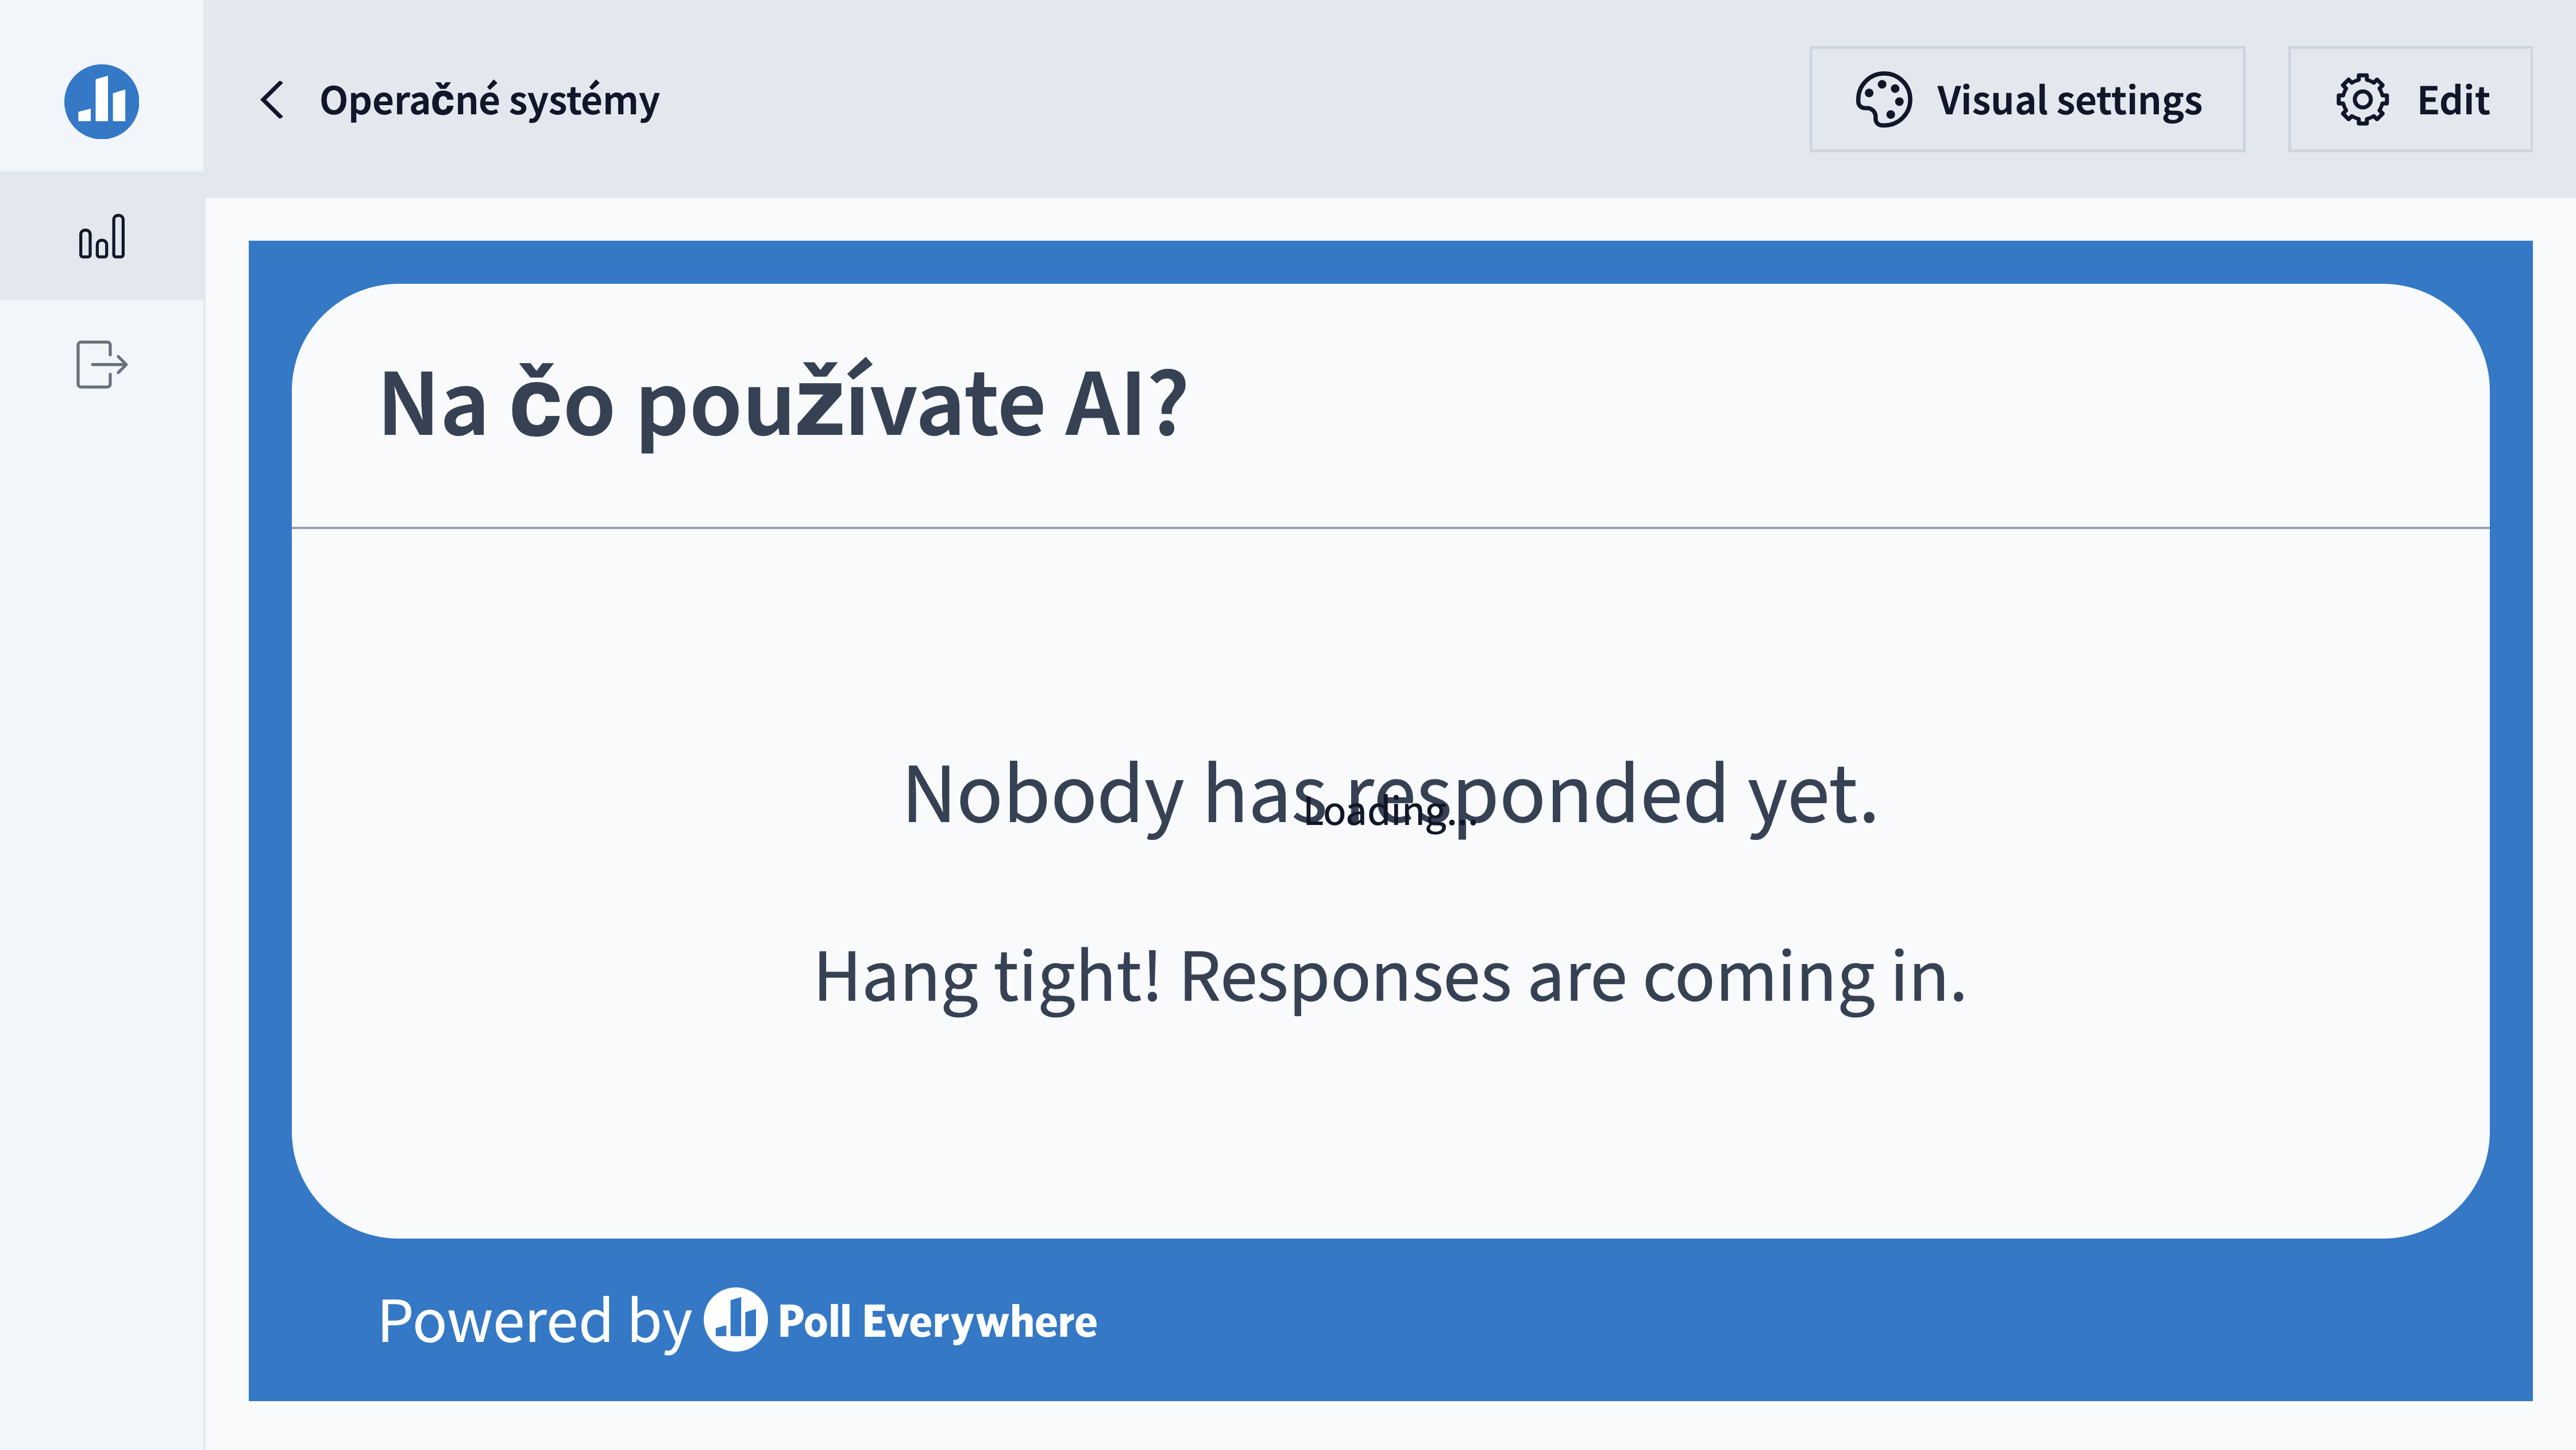 Operačné systémy
Visual settings
Edit
Na čo používate AI?
Nobody has responded yet.
Loading...
Hang tight! Responses are coming in.
Powered by Poll Everywhere